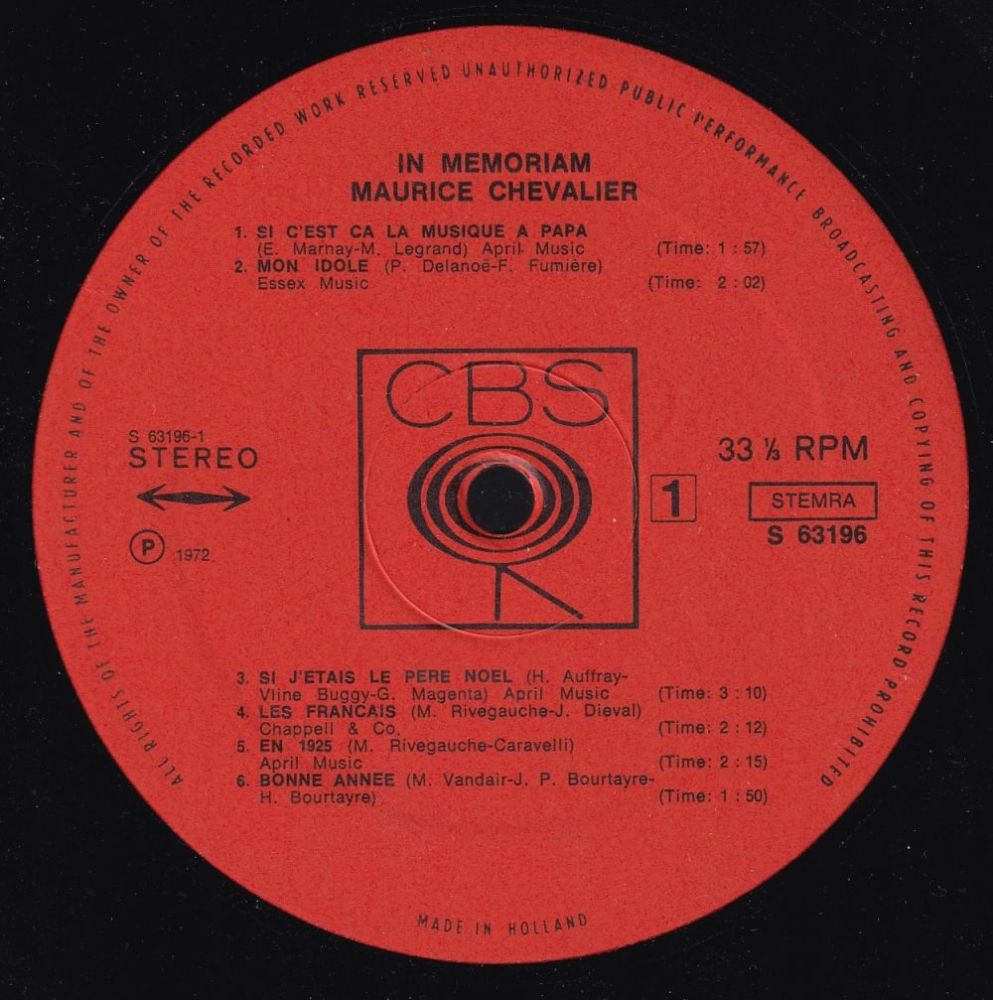 ALL RIGHTS OF THE MANUFACTURER AND OF THE OWNER OF THE RECORDED WORK RESERVED UNAUTHORIZED PUBLIC PERFORMANCE BROADCASTING AND COPYING OF THIS RECORD PROHIBITED
IN MEMORIAM
MAURICE CHEVALIER
1. SI C'EST CA LA MUSIQUE A PAPA
(E. Marnay-M. Legrand) April Music (Time: 1 : 57)
2. MON IDOLE (P. Delanoë-F. Fumière)
Essex Music (Time: 2 : 02)
CBS
S 63196-1
STEREO
P 1972
1
33 ⅓ RPM
STEMRA
S 63196
3. SI J'ETAIS LE PERE NOEL (H. Auffray-
Vline Buggy-G. Magenta) April Music (Time: 3 : 10)
4. LES FRANCAIS (M. Rivegauche-J. Dieval)
Chappell & Co. (Time: 2 : 12)
5. EN 1925 (M. Rivegauche-Caravelli)
April Music (Time: 2 : 15)
6. BONNE ANNEE (M. Vandair-J. P. Bourtayre-
H. Bourtayre) (Time: 1 : 50)
MADE IN HOLLAND